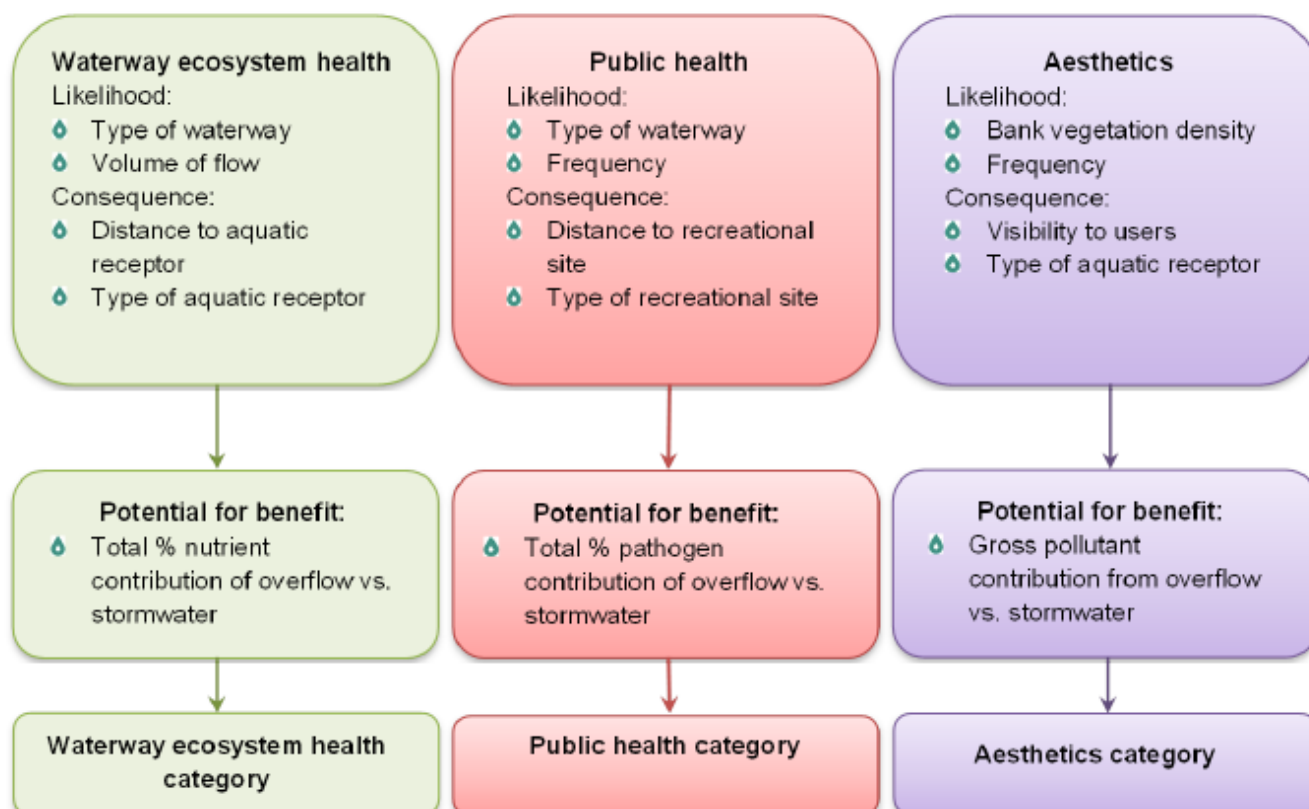 Waterway ecosystem health
Likelihood:
Type of waterway
Volume of flow
Consequence:
Distance to aquatic
receptor
Type of aquatic receptor
Public health
Likelihood:
Type of waterway
Frequency
Consequence:
Distance to recreational
site
Type of recreational site
Aesthetics
Likelihood:
Bank vegetation density
Frequency
Consequence:
Visibility to users
Type of aquatic receptor
Potential for benefit:
Total % nutrient
contribution of overflow vs.
stormwater
Potential for benefit:
Total % pathogen
contribution of overflow vs.
stormwater
Potential for benefit:
Gross pollutant
contribution from overflow
vs. stormwater
Waterway ecosystem health
category
Public health category
Aesthetics category